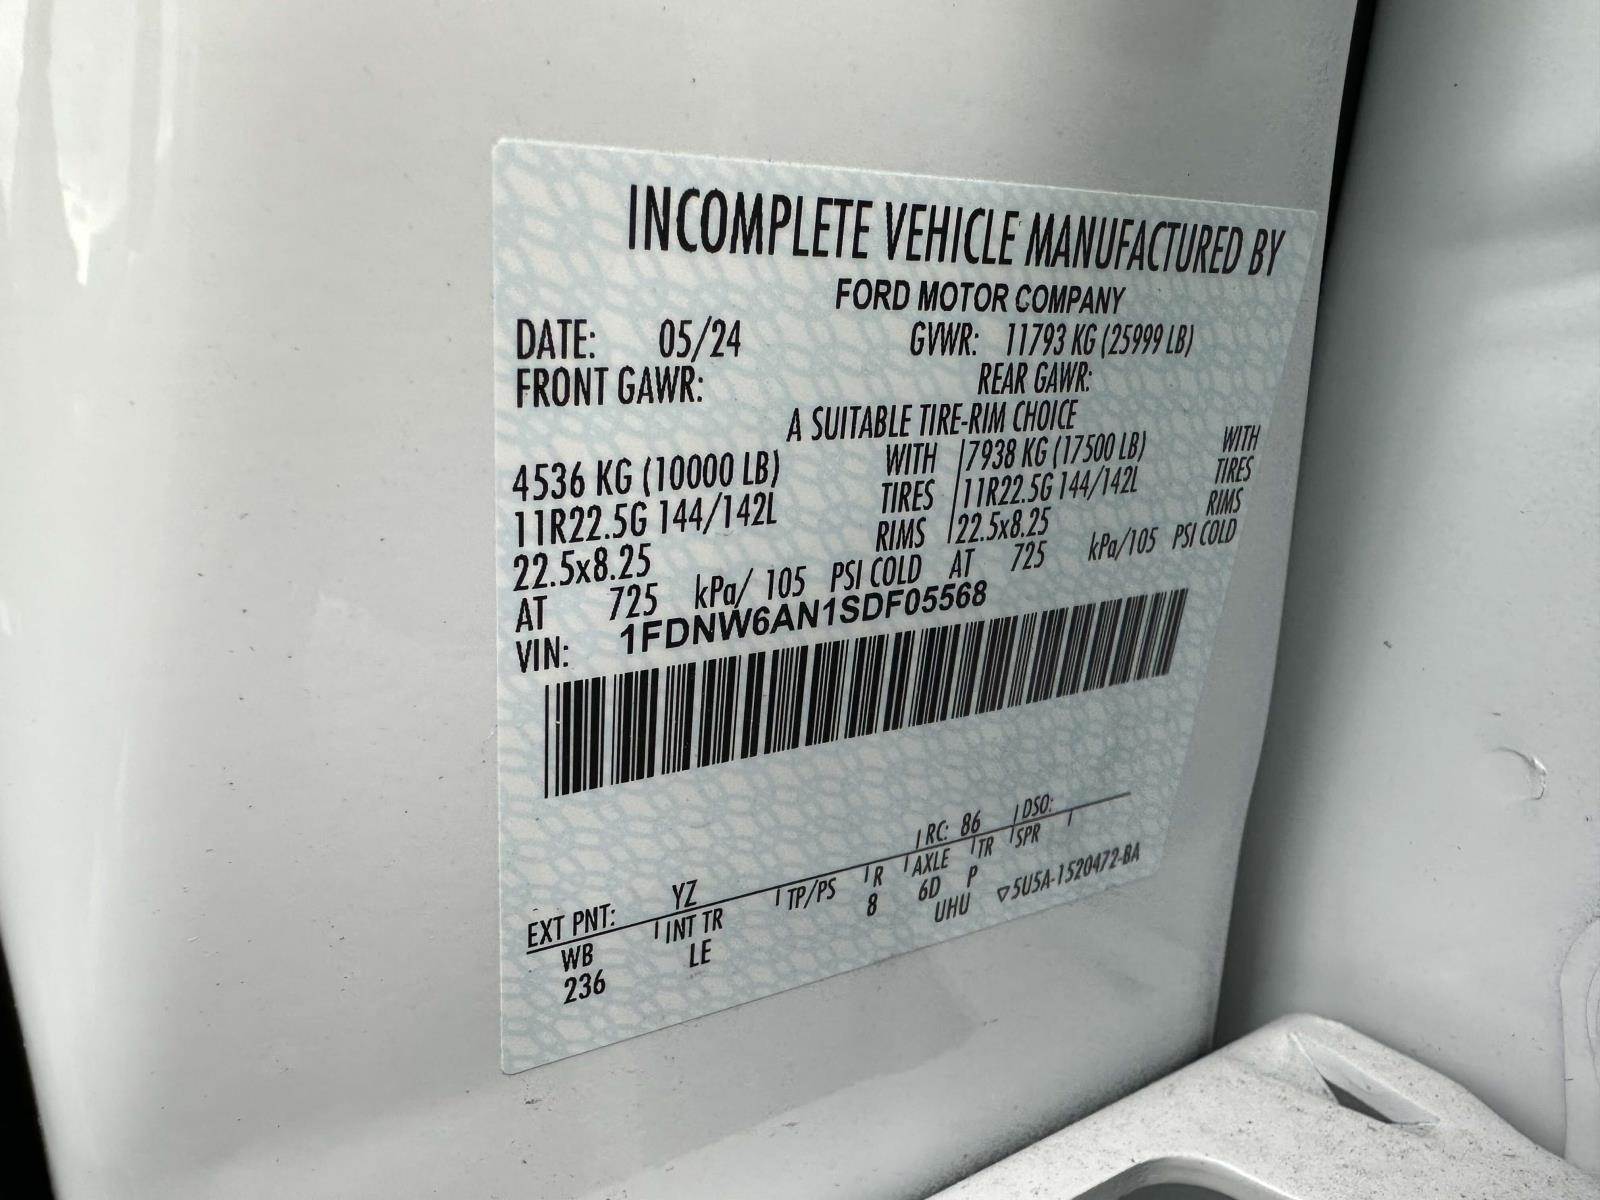 INCOMPLETE VEHICLE MANUFACTURED BY
FORD MOTOR COMPANY
DATE: 05/24 GVWR: 11793 KG (25999 LB)
FRONT GAWR: REAR GAWR:
A SUITABLE TIRE-RIM CHOICE
4536 KG (10000 LB) WITH 7938 KG (17500 LB) WITH
11R22.5G 144/142L TIRES 11R22.5G 144/142L TIRES
22.5x8.25 RIMS 22.5x8.25 RIMS
AT 725 kPa/ 105 PSI COLD AT 725 kPa/105 PSI COLD
VIN: 1FDNW6AN1SDF05568
EXT PNT: YZ RC: 86 DSO:
WB INT TR TP/PS R AXLE TR SPR
236 LE 8 6D P
UHU ▽5U5A-1520472-BA